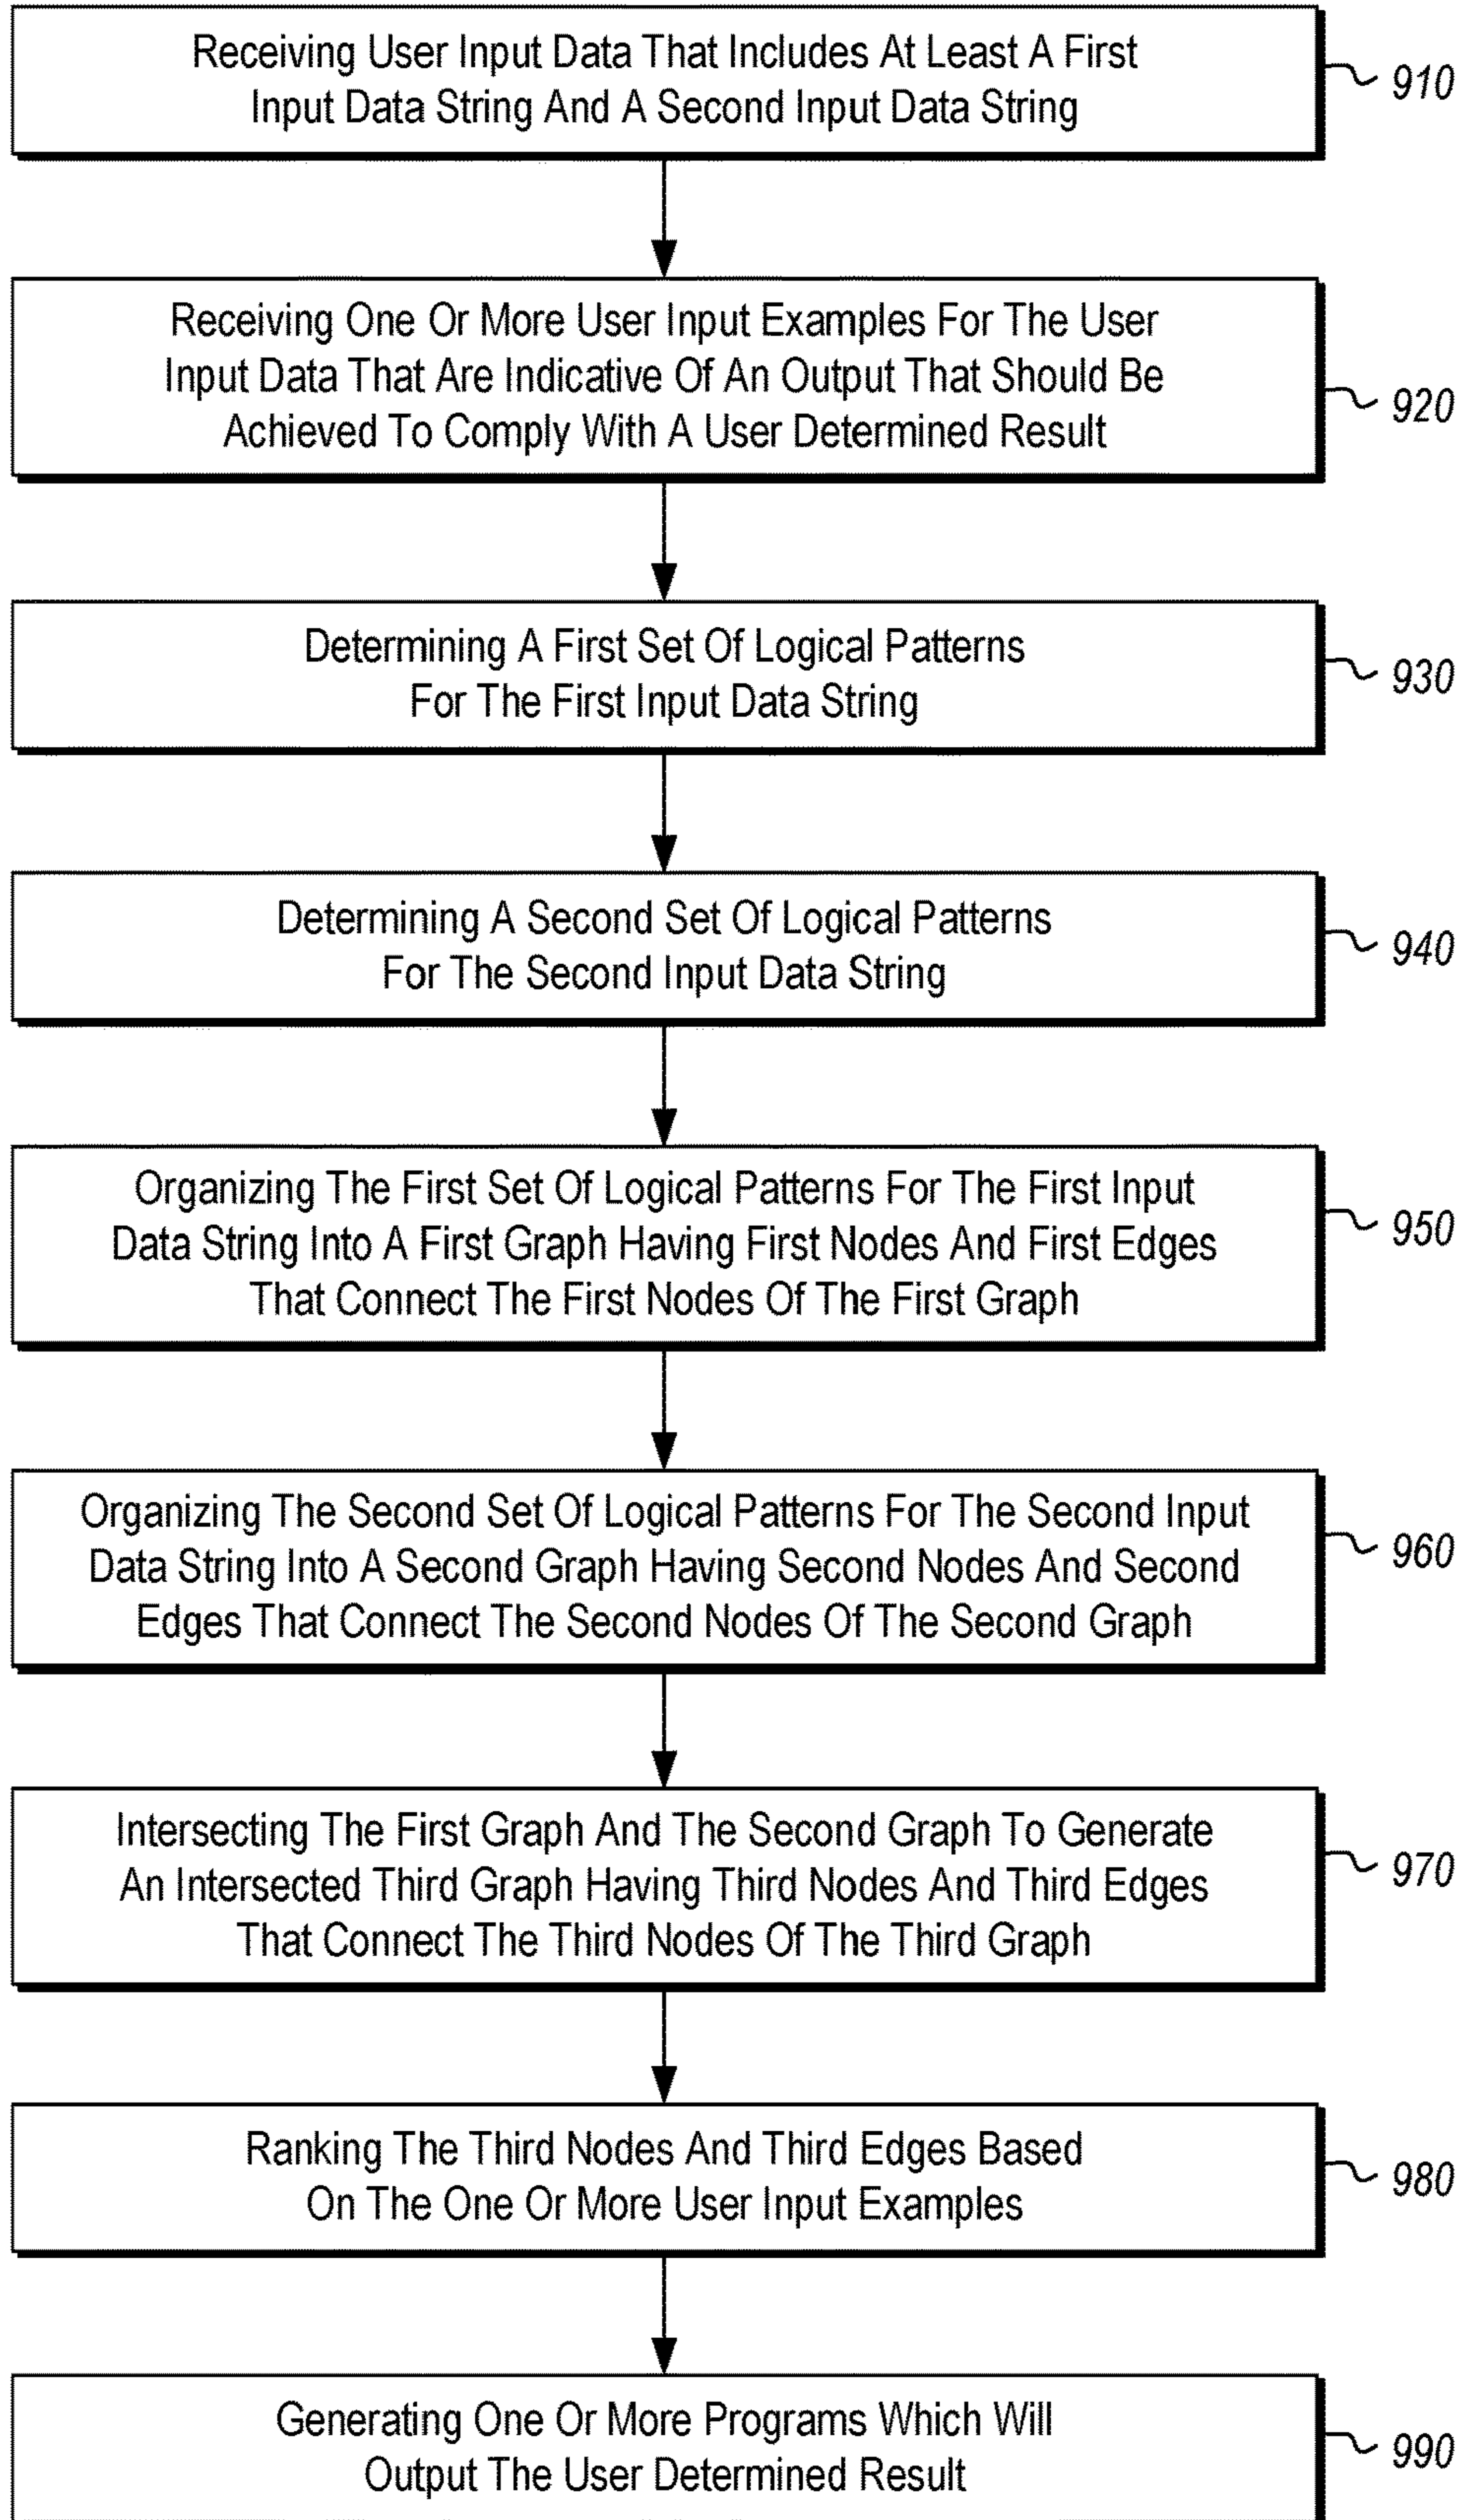 Receiving User Input Data That Includes At Least A First
Input Data String And A Second Input Data String
910
Receiving One Or More User Input Examples For The User
Input Data That Are Indicative Of An Output That Should Be
Achieved To Comply With A User Determined Result
920
Determining A First Set Of Logical Patterns
For The First Input Data String
930
Determining A Second Set Of Logical Patterns
For The Second Input Data String
940
Organizing The First Set Of Logical Patterns For The First Input
Data String Into A First Graph Having First Nodes And First Edges
That Connect The First Nodes Of The First Graph
950
Organizing The Second Set Of Logical Patterns For The Second Input
Data String Into A Second Graph Having Second Nodes And Second
Edges That Connect The Second Nodes Of The Second Graph
960
Intersecting The First Graph And The Second Graph To Generate
An Intersected Third Graph Having Third Nodes And Third Edges
That Connect The Third Nodes Of The Third Graph
970
Ranking The Third Nodes And Third Edges Based
On The One Or More User Input Examples
980
Generating One Or More Programs Which Will
Output The User Determined Result
990